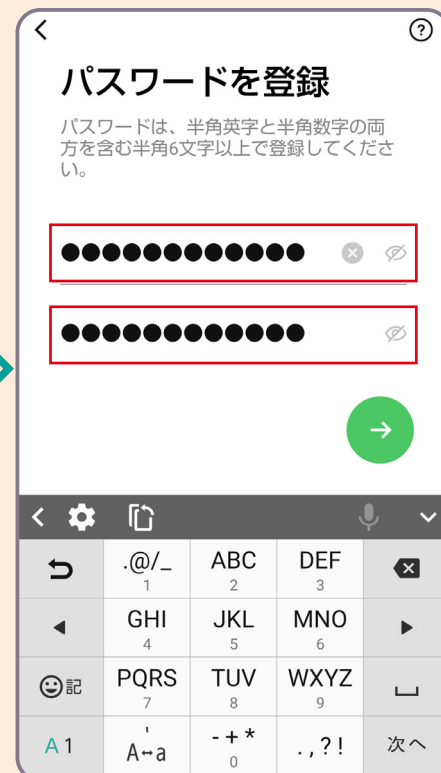 パスワードを登録
パスワードは、半角英字と半角数字の両
方を含む半角6文字以上で登録してくださ
い。
.@/_ ABC DEF
1 2 3
GHI JKL MNO
4 5 6
記 PQRS TUV WXYZ
7 8 9
A1 ' - + * .,?! 次へ
A↔a 0